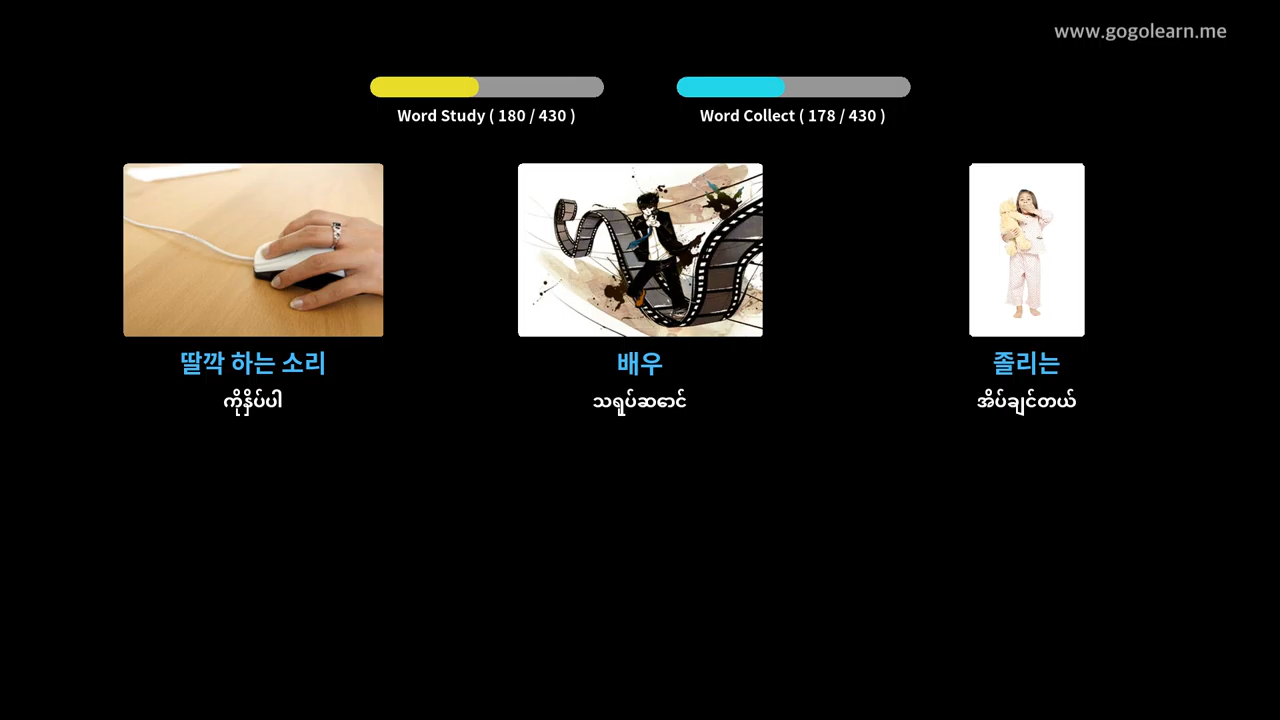 www.gogolearn.me
Word Study ( 180 / 430 )
Word Collect ( 178 / 430 )
딸깍 하는 소리
배우
졸리는
ကိုနှိပ်ပါ
သရုပ်ဆောင်
အိပ်ချင်တယ်